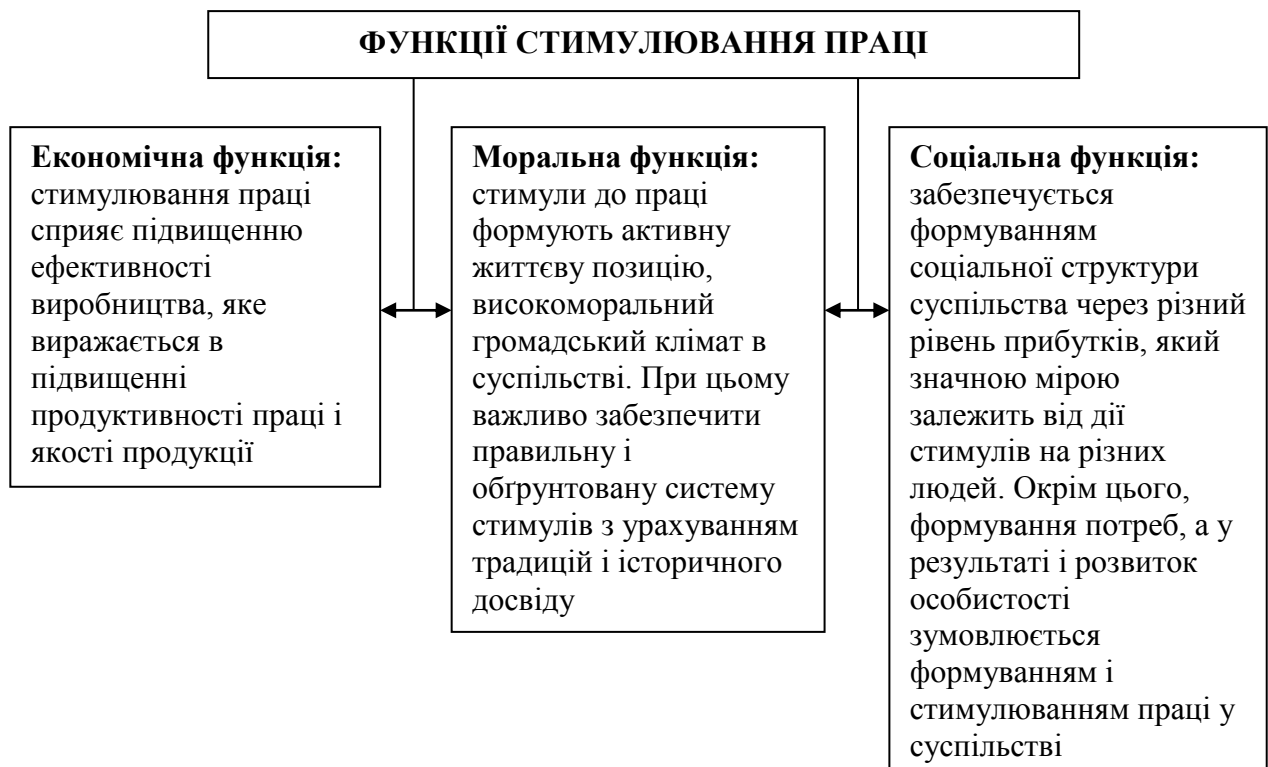 ФУНКЦІЇ СТИМУЛЮВАННЯ ПРАЦІ
Економічна функція:
стимулювання праці
сприяє підвищенню
ефективності
виробництва, яке
виражається в
підвищенні
продуктивності праці і
якості продукції
Моральна функція:
стимули до праці
формують активну
життєву позицію,
високоморальний
громадський клімат в
суспільстві. При цьому
важливо забезпечити
правильну і
обґрунтовану систему
стимулів з урахуванням
традицій і історичного
досвіду
Соціальна функція:
забезпечується
формуванням
соціальної структури
суспільства через різний
рівень прибутків, який
значною мірою
залежить від дії
стимулів на різних
людей. Окрім цього,
формування потреб, а у
результаті і розвиток
особистості
зумовлюється
формуванням і
стимулюванням праці у
суспільстві